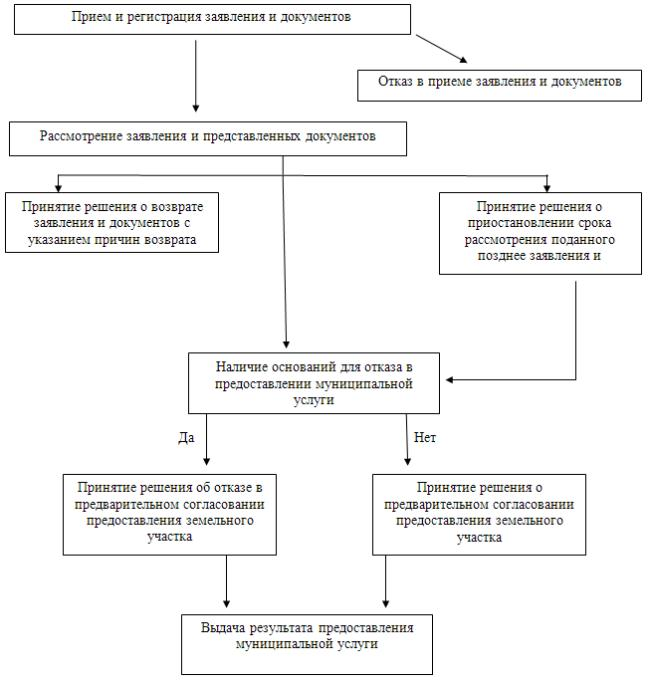 Прием и регистрация заявления и документов
Отказ в приеме заявления и документов
Рассмотрение заявления и представленных документов
Принятие решения о возврате
заявления и документов с
указанием причин возврата
Принятие решения о
приостановлении срока
рассмотрения поданного
позднее заявления и
Наличие оснований для отказа в
предоставлении муниципальной
услуги
Да
Нет
Принятие решения об отказе в
предварительном согласовании
предоставления земельного
участка
Принятие решения о
предварительном согласовании
предоставления земельного
участка
Выдача результата предоставления
муниципальной услуги